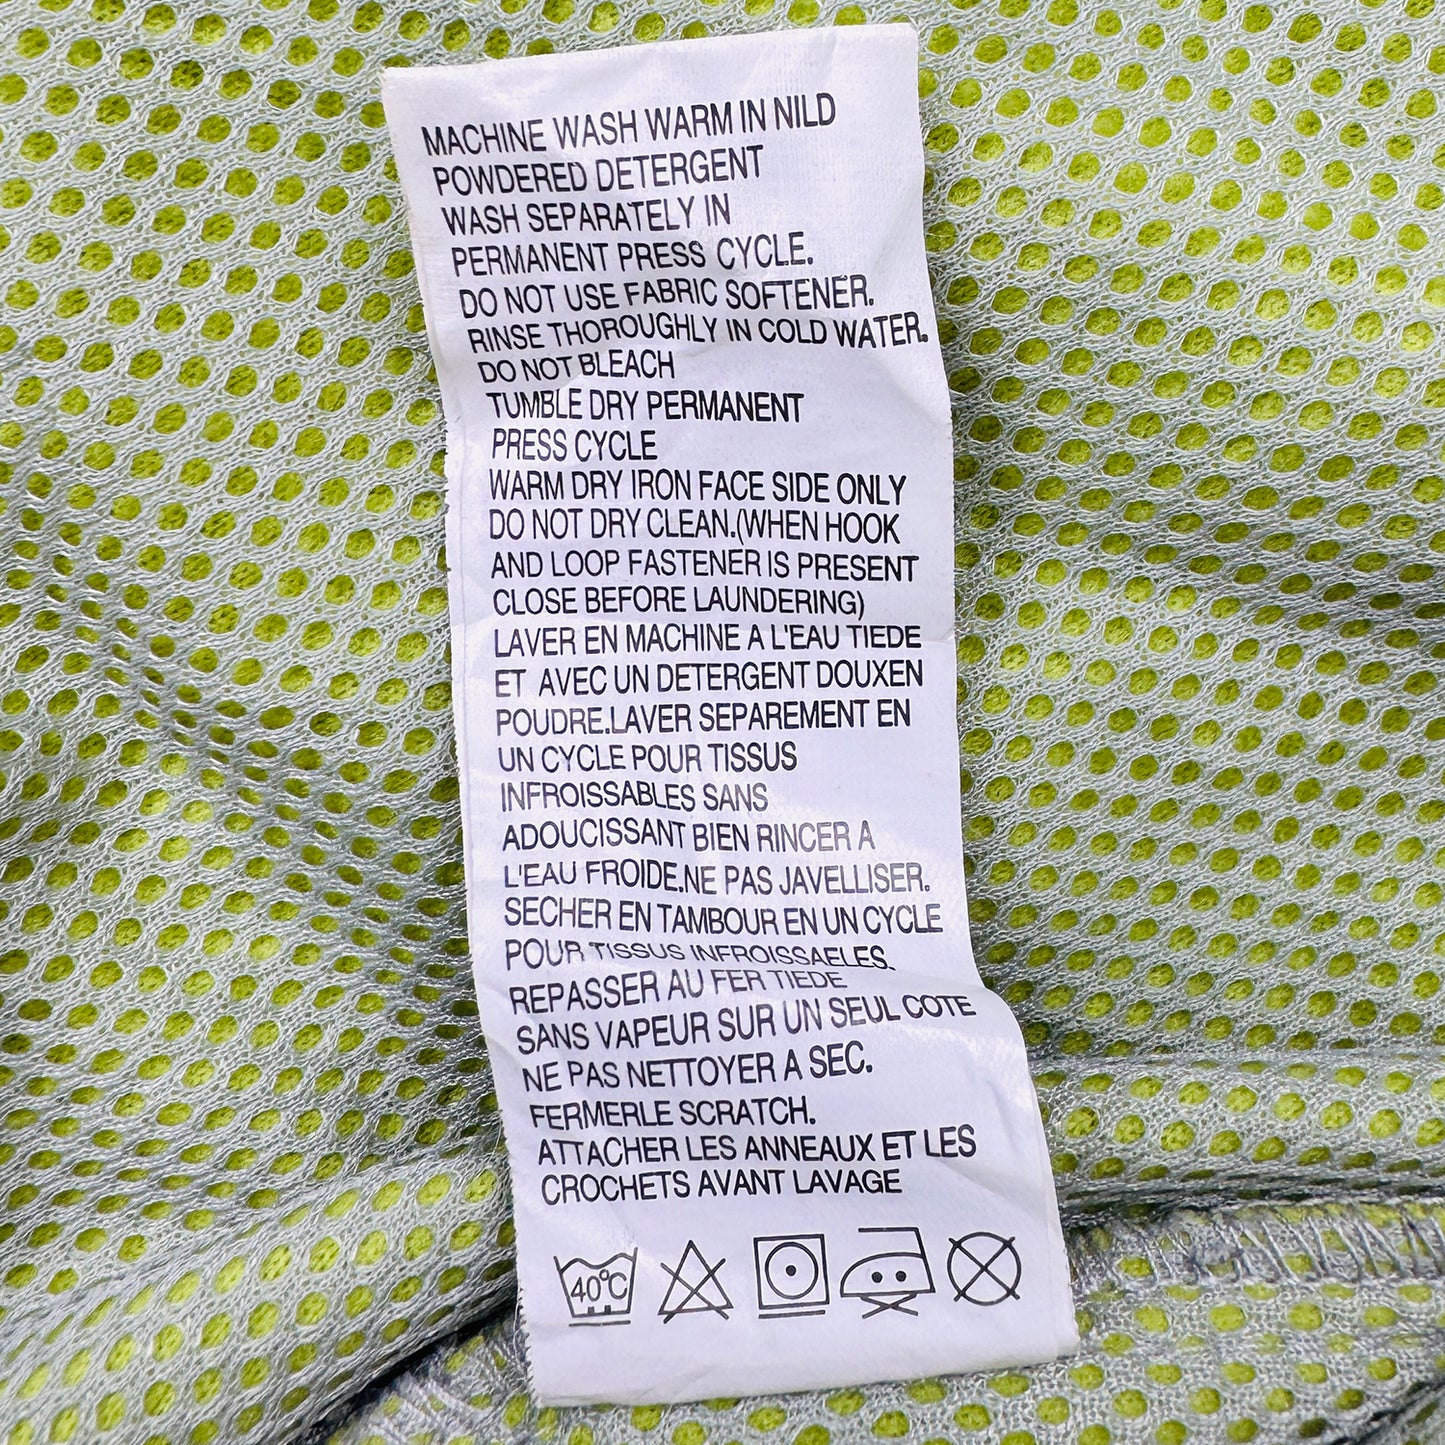 MACHINE WASH WARM IN NILD
POWDERED DETERGENT
WASH SEPARATELY IN
PERMANENT PRESS CYCLE.
DO NOT USE FABRIC SOFTENER.
RINSE THOROUGHLY IN COLD WATER.
DO NOT BLEACH
TUMBLE DRY PERMANENT
PRESS CYCLE
WARM DRY IRON FACE SIDE ONLY
DO NOT DRY CLEAN.(WHEN HOOK
AND LOOP FASTENER IS PRESENT
CLOSE BEFORE LAUNDERING)
LAVER EN MACHINE A L'EAU TIEDE
ET AVEC UN DETERGENT DOUXEN
POUDRE.LAVER SEPAREMENT EN
UN CYCLE POUR TISSUS
INFROISSABLES SANS
ADOUCISSANT BIEN RINCER A
L'EAU FROIDE.NE PAS JAVELLISER.
SECHER EN TAMBOUR EN UN CYCLE
POUR TISSUS INFROISSAELES.
REPASSER AU FER TIEDE
SANS VAPEUR SUR UN SEUL COTE
NE PAS NETTOYER A SEC.
FERMERLE SCRATCH.
ATTACHER LES ANNEAUX ET LES
CROCHETS AVANT LAVAGE
40°C